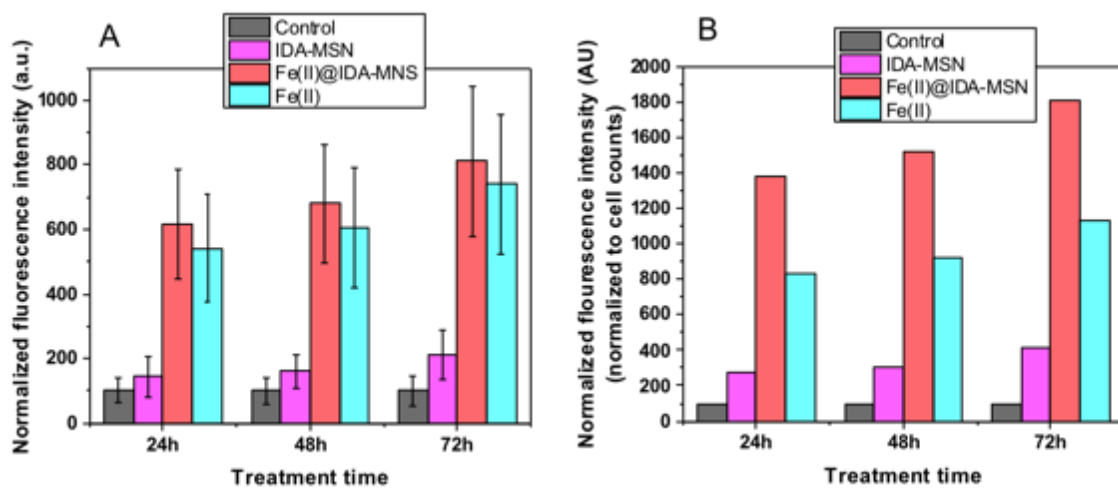 A
Control
IDA-MSN
Fe(II)@IDA-MNS
Fe(II)
Normalized fluorescence intensity (a.u.)
1000
800
600
400
200
0
24h
48h
72h
Treatment time
B
Control
IDA-MSN
Fe(II)@IDA-MSN
Fe(II)
Normalized flourescence intensity (AU)
(normalized to cell counts)
2000
1800
1600
1400
1200
1000
800
600
400
200
0
24h
48h
72h
Treatment time